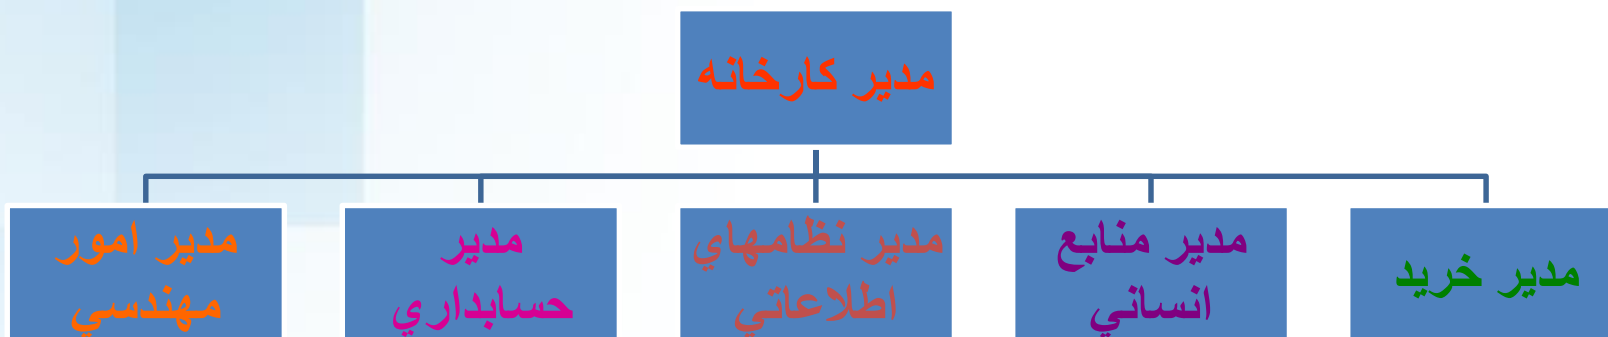 مدير كارخانه
مدير خريد
مدير منابع
انساني
مدير نظامهاي
اطلاعاتي
مدير
حسابداري
مدير امور
مهندسي